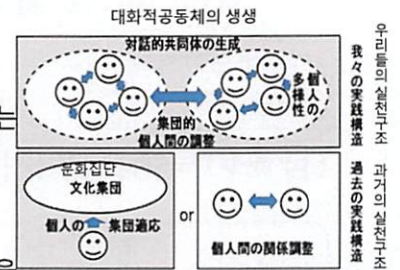 대화적공동체의 생생
対話的共同体の生成
個人の
多様性
集団的
個人間の調整
我々の実践構造
우리들의 실천구조
문화집단
文化集団
個人の 集団適応
or
個人間の関係調整
過去の実践構造
과거의 실천구조